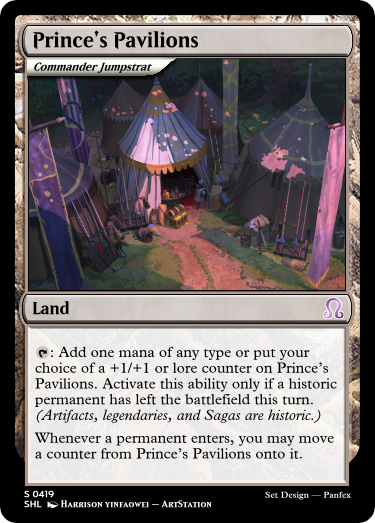 Prince's Pavilions
Commander Jumpstrat
Land
: Add one mana of any type or put your
choice of a +1/+1 or lore counter on Prince's
Pavilions. Activate this ability only if a historic
permanent has left the battlefield this turn.
(Artifacts, legendaries, and Sagas are historic.)
Whenever a permanent enters, you may move
a counter from Prince's Pavilions onto it.
S 0419
Set Design — Panfex
SHL Harrison yinfaowei — ArtStation